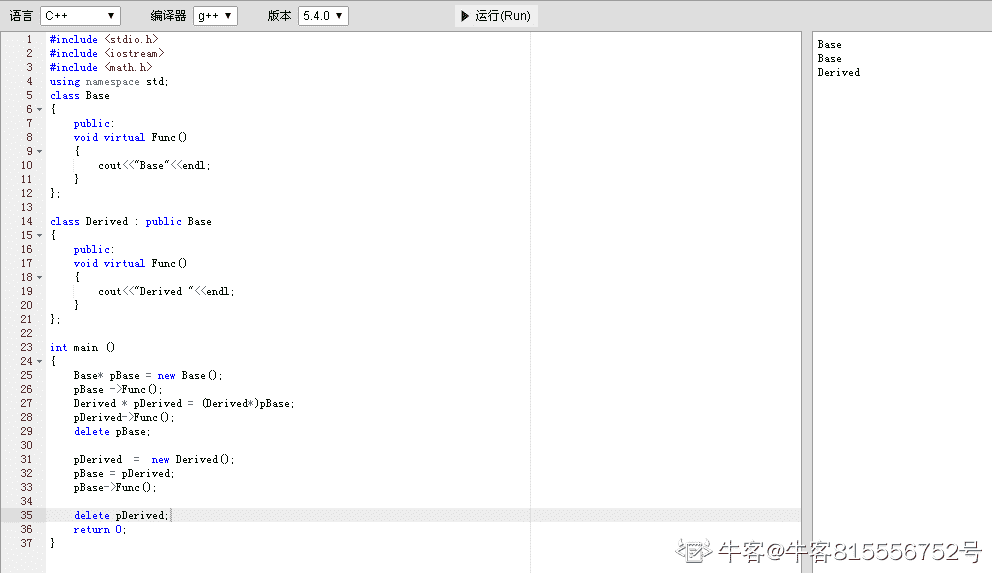 语言 C++ 编译器 g++ 版本 5.4.0 运行(Run)
1 #include <stdio.h>
2 #include <iostream>
3 #include <math.h>
4 using namespace std;
5 class Base
6 {
7     public:
8     void virtual Func()
9     {
10         cout<<"Base"<<endl;
11     }
12 };
13
14 class Derived : public Base
15 {
16     public:
17     void virtual Func()
18     {
19         cout<<"Derived "<<endl;
20     }
21 };
22
23 int main ()
24 {
25     Base* pBase = new Base();
26     pBase ->Func();
27     Derived * pDerived = (Derived*)pBase;
28     pDerived->Func();
29     delete pBase;
30
31     pDerived  =  new Derived();
32     pBase = pDerived;
33     pBase->Func();
34
35     delete pDerived;
36     return 0;
37 }
Base
Base
Derived
牛客@牛客815556752号